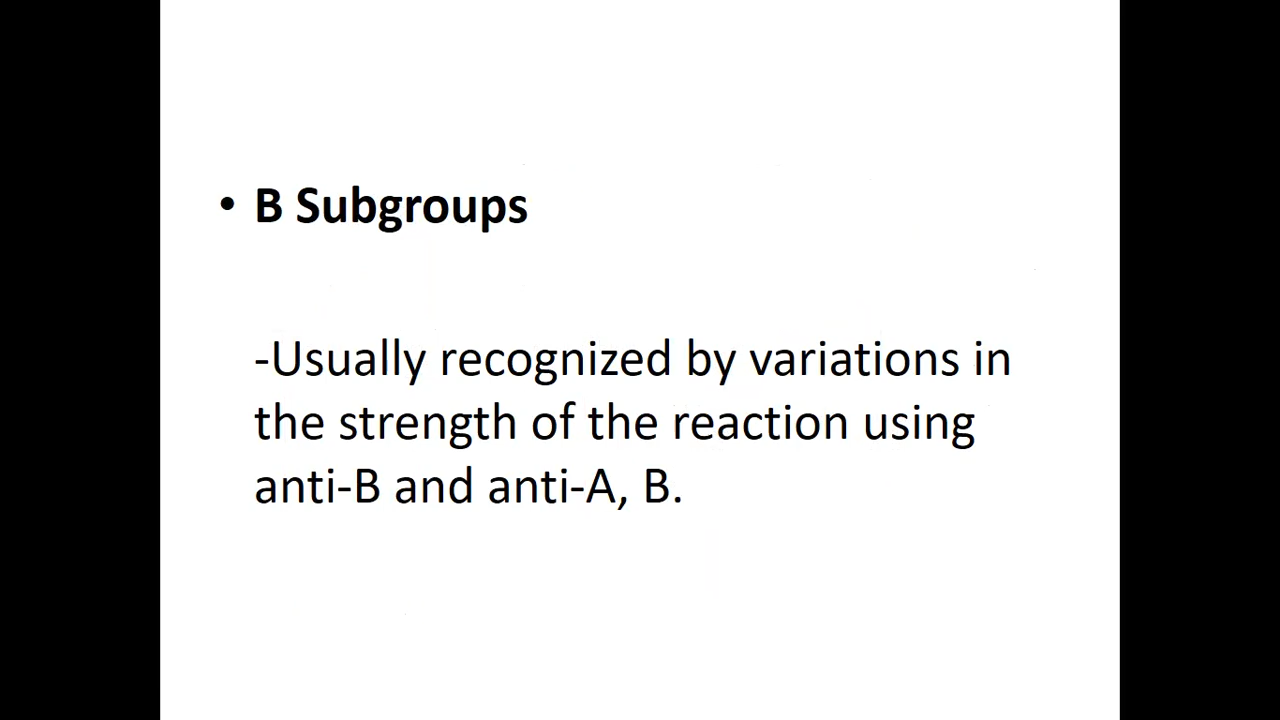 • B Subgroups
-Usually recognized by variations in
the strength of the reaction using
anti-B and anti-A, B.